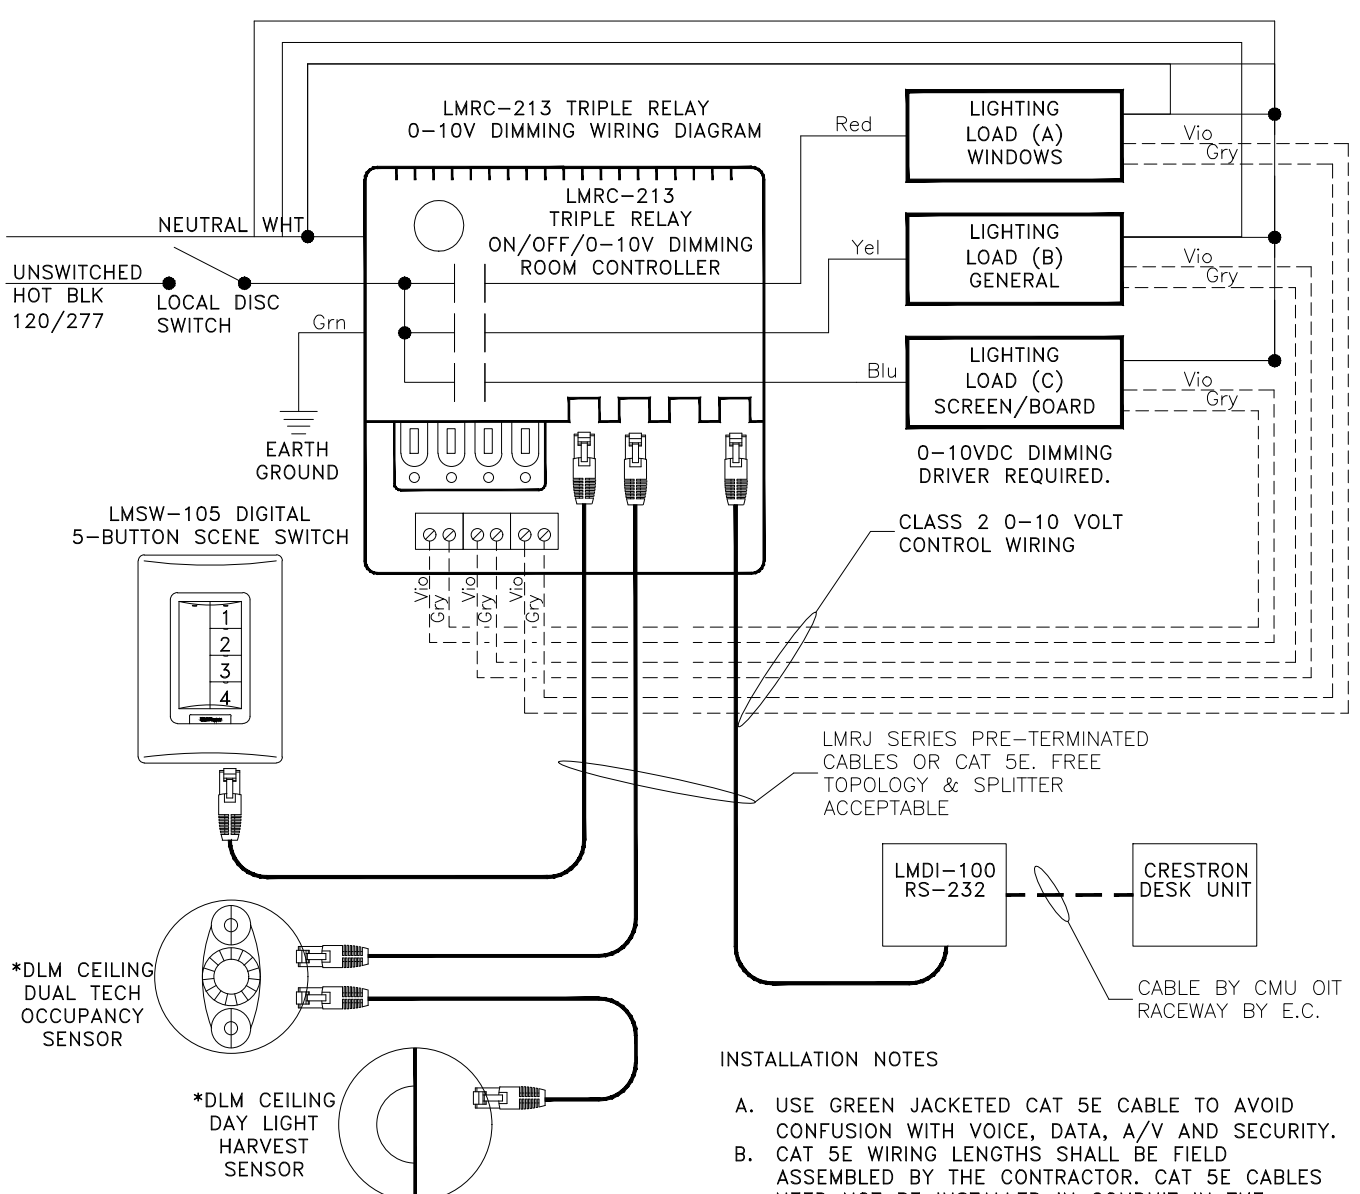 LMRC-213 TRIPLE RELAY
0-10V DIMMING WIRING DIAGRAM
LMRC-213
TRIPLE RELAY
ON/OFF/0-10V DIMMING
ROOM CONTROLLER
NEUTRAL WHT
UNSWITCHED
HOT BLK
120/277
LOCAL DISC
SWITCH
Grn
EARTH
GROUND
Red
Yel
Blu
LIGHTING
LOAD (A)
WINDOWS
Vio
Gry
LIGHTING
LOAD (B)
GENERAL
Vio
Gry
LIGHTING
LOAD (C)
SCREEN/BOARD
Vio
Gry
0-10VDC DIMMING
DRIVER REQUIRED.
CLASS 2 0-10 VOLT
CONTROL WIRING
LMSW-105 DIGITAL
5-BUTTON SCENE SWITCH
1
2
3
4
Vio
Gry
Vio
Gry
Vio
Gry
LMRJ SERIES PRE-TERMINATED
CABLES OR CAT 5E. FREE
TOPOLOGY & SPLITTER
ACCEPTABLE
LMDI-100
RS-232
CRESTRON
DESK UNIT
CABLE BY CMU OIT
RACEWAY BY E.C.
*DLM CEILING
DUAL TECH
OCCUPANCY
SENSOR
*DLM CEILING
DAY LIGHT
HARVEST
SENSOR
INSTALLATION NOTES
A. USE GREEN JACKETED CAT 5E CABLE TO AVOID
CONFUSION WITH VOICE, DATA, A/V AND SECURITY.
B. CAT 5E WIRING LENGTHS SHALL BE FIELD
ASSEMBLED BY THE CONTRACTOR. CAT 5E CABLES